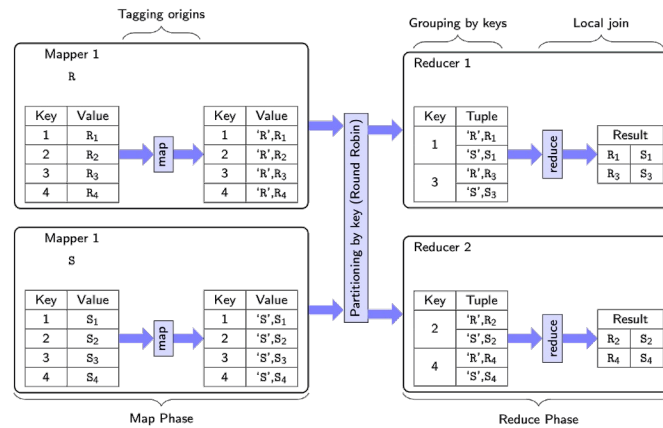 Tagging origins
Grouping by keys
Local join
Mapper 1
R
Key Value
1 R1
2 R2
3 R3
4 R4
map
Key Value
1 ‘R’,R1
2 ‘R’,R2
3 ‘R’,R3
4 ‘R’,R4
Mapper 1
S
Key Value
1 S1
2 S2
3 S3
4 S4
map
Key Value
1 ‘S’,S1
2 ‘S’,S2
3 ‘S’,S3
4 ‘S’,S4
Map Phase
Partitioning by key (Round Robin)
Reducer 1
Key Tuple
1 ‘R’,R1
‘S’,S1
3 ‘R’,R3
‘S’,S3
reduce
Result
R1 S1
R3 S3
Reducer 2
Key Tuple
2 ‘R’,R2
‘S’,S2
4 ‘R’,R4
‘S’,S4
reduce
Result
R2 S2
R4 S4
Reduce Phase